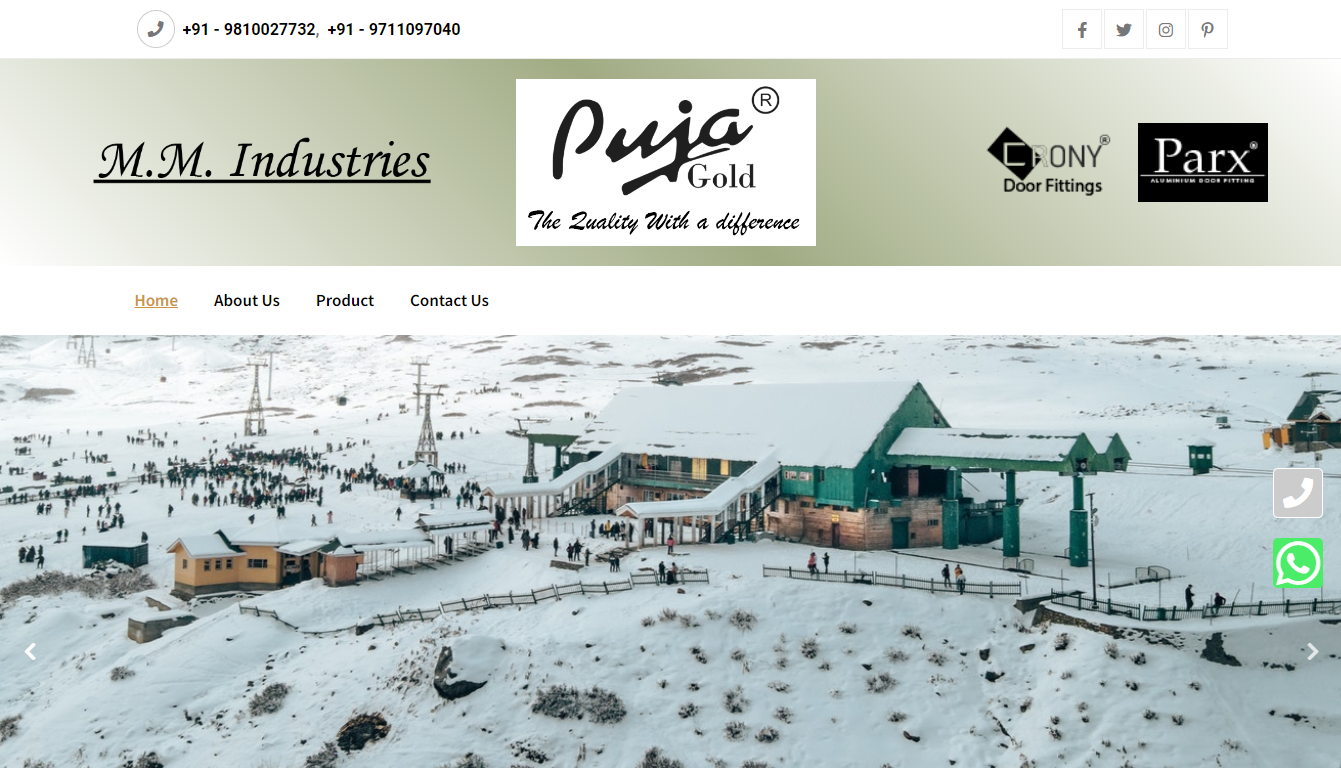 +91 - 9810027732, +91 - 9711097040
M.M. Industries
Puja ®
Gold
The Quality With a difference
CRONY ®
Door Fittings
Parx ®
ALUMINIUM DOOR FITTING
Home About Us Product Contact Us